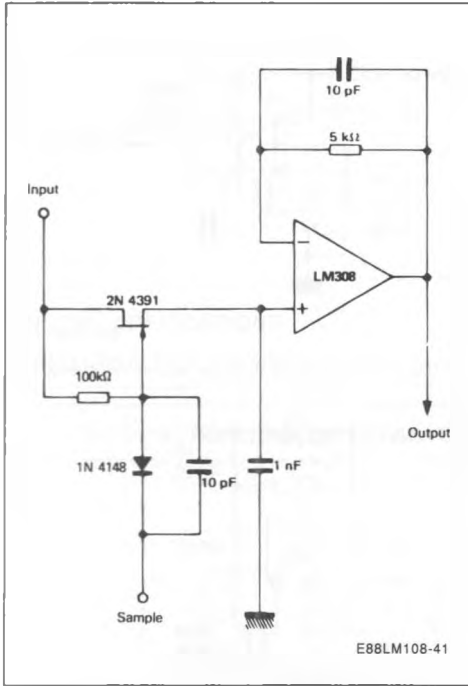 10 pF
5 kΩ
Input
LM308
2N 4391
100kΩ
Output
1N 4148
10 pF
1 nF
Sample
E88LM108-41